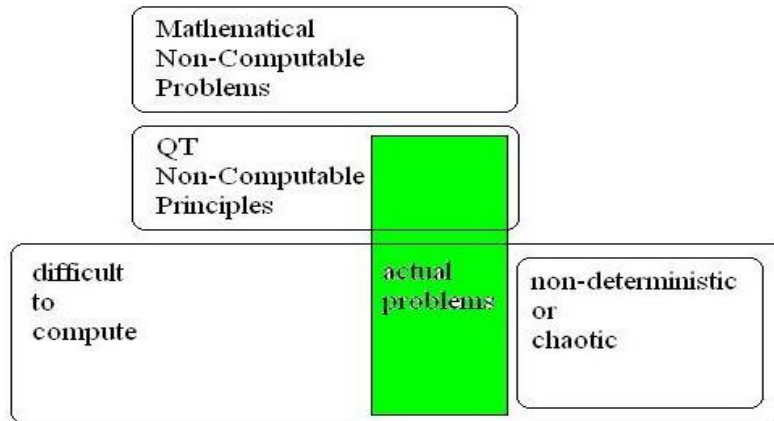 Mathematical
Non-Computable
Problems
QT
Non-Computable
Principles
difficult
to
compute
actual
problems
non-deterministic
or
chaotic